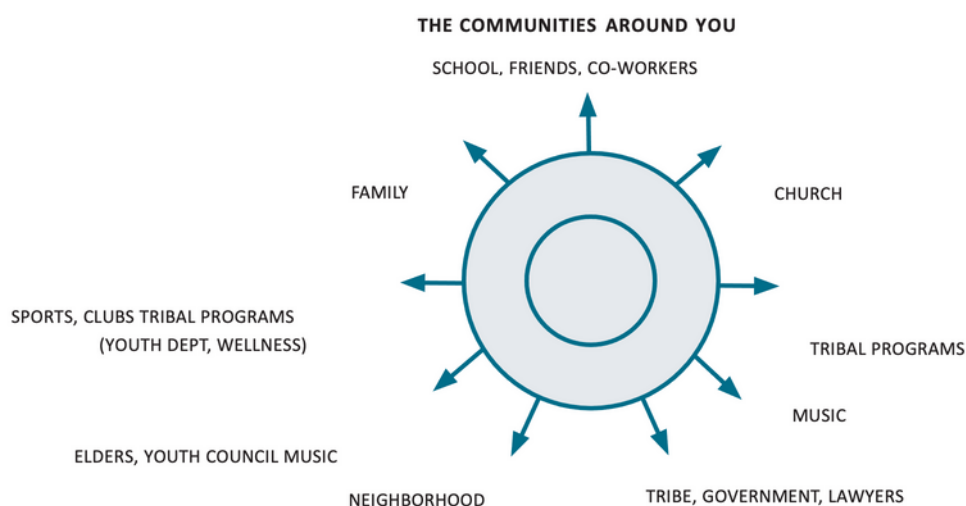 THE COMMUNITIES AROUND YOU
SCHOOL, FRIENDS, CO-WORKERS
FAMILY
CHURCH
SPORTS, CLUBS TRIBAL PROGRAMS
(YOUTH DEPT, WELLNESS)
TRIBAL PROGRAMS
MUSIC
ELDERS, YOUTH COUNCIL MUSIC
NEIGHBORHOOD
TRIBE, GOVERNMENT, LAWYERS